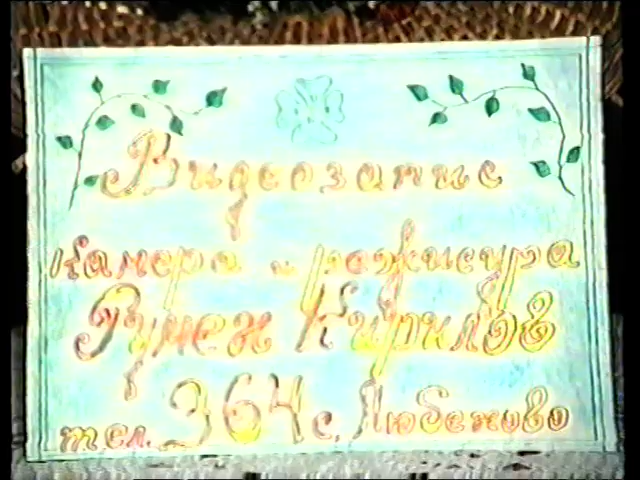 Видеозапис
Камера и режисура
Румен Кирилов
тел. 364 с. Любеново